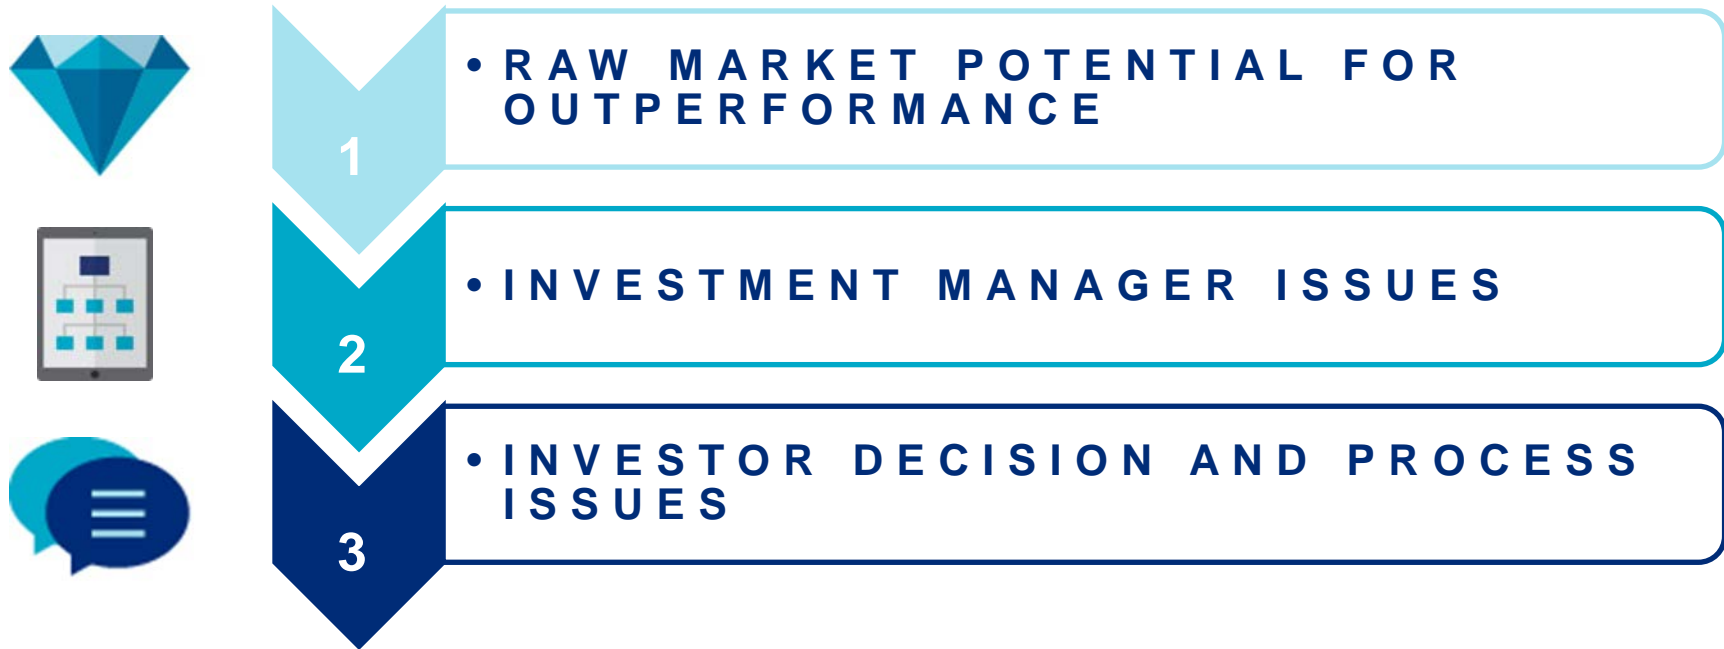 1
• RAW MARKET POTENTIAL FOR
OUTPERFORMANCE
2
• INVESTMENT MANAGER ISSUES
3
• INVESTOR DECISION AND PROCESS
ISSUES